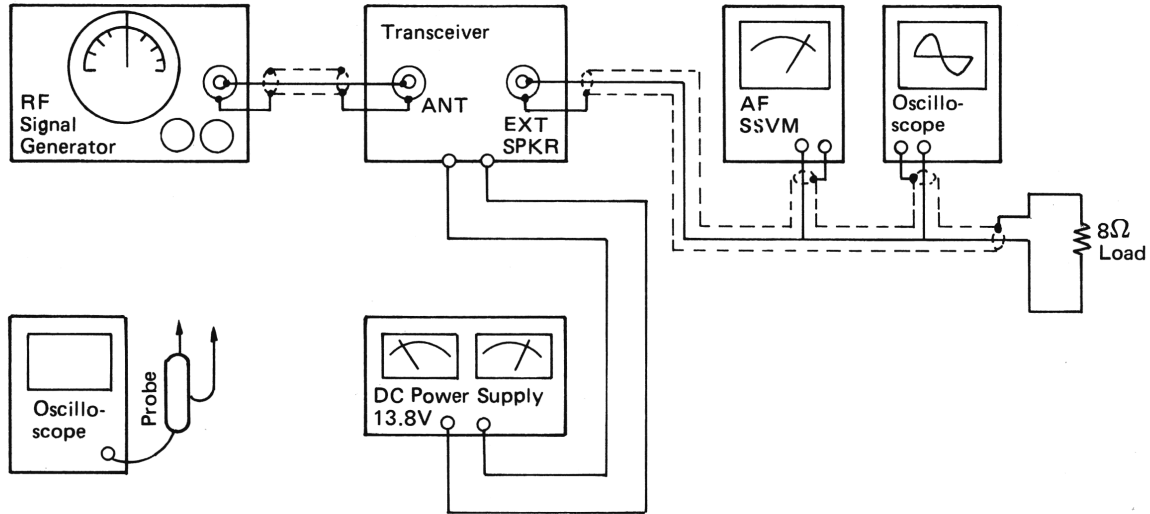 RF
Signal
Generator
Transceiver
ANT
EXT
SPKR
AF
SSVM
Oscillo-
scope
8Ω
Load
Oscillo-
scope
Probe
DC Power Supply
13.8V